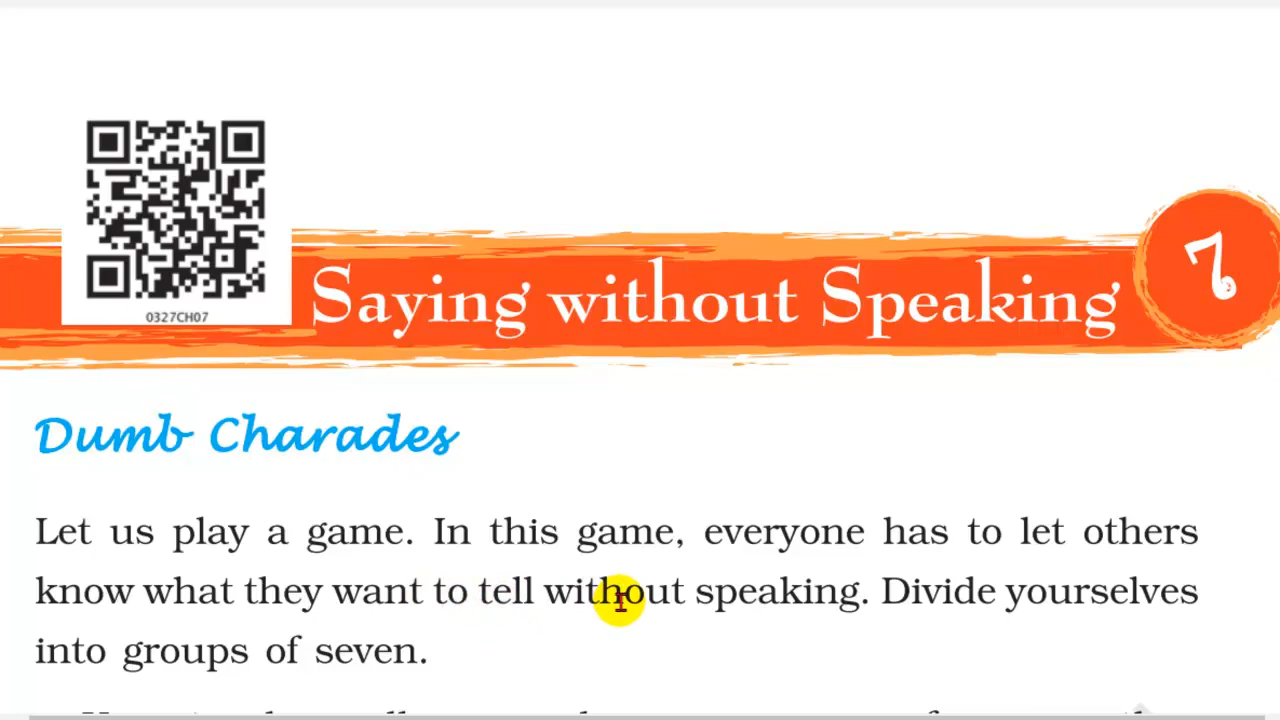 0327CH07
Saying without Speaking
7
Dumb Charades
Let us play a game. In this game, everyone has to let others
know what they want to tell without speaking. Divide yourselves
into groups of seven.